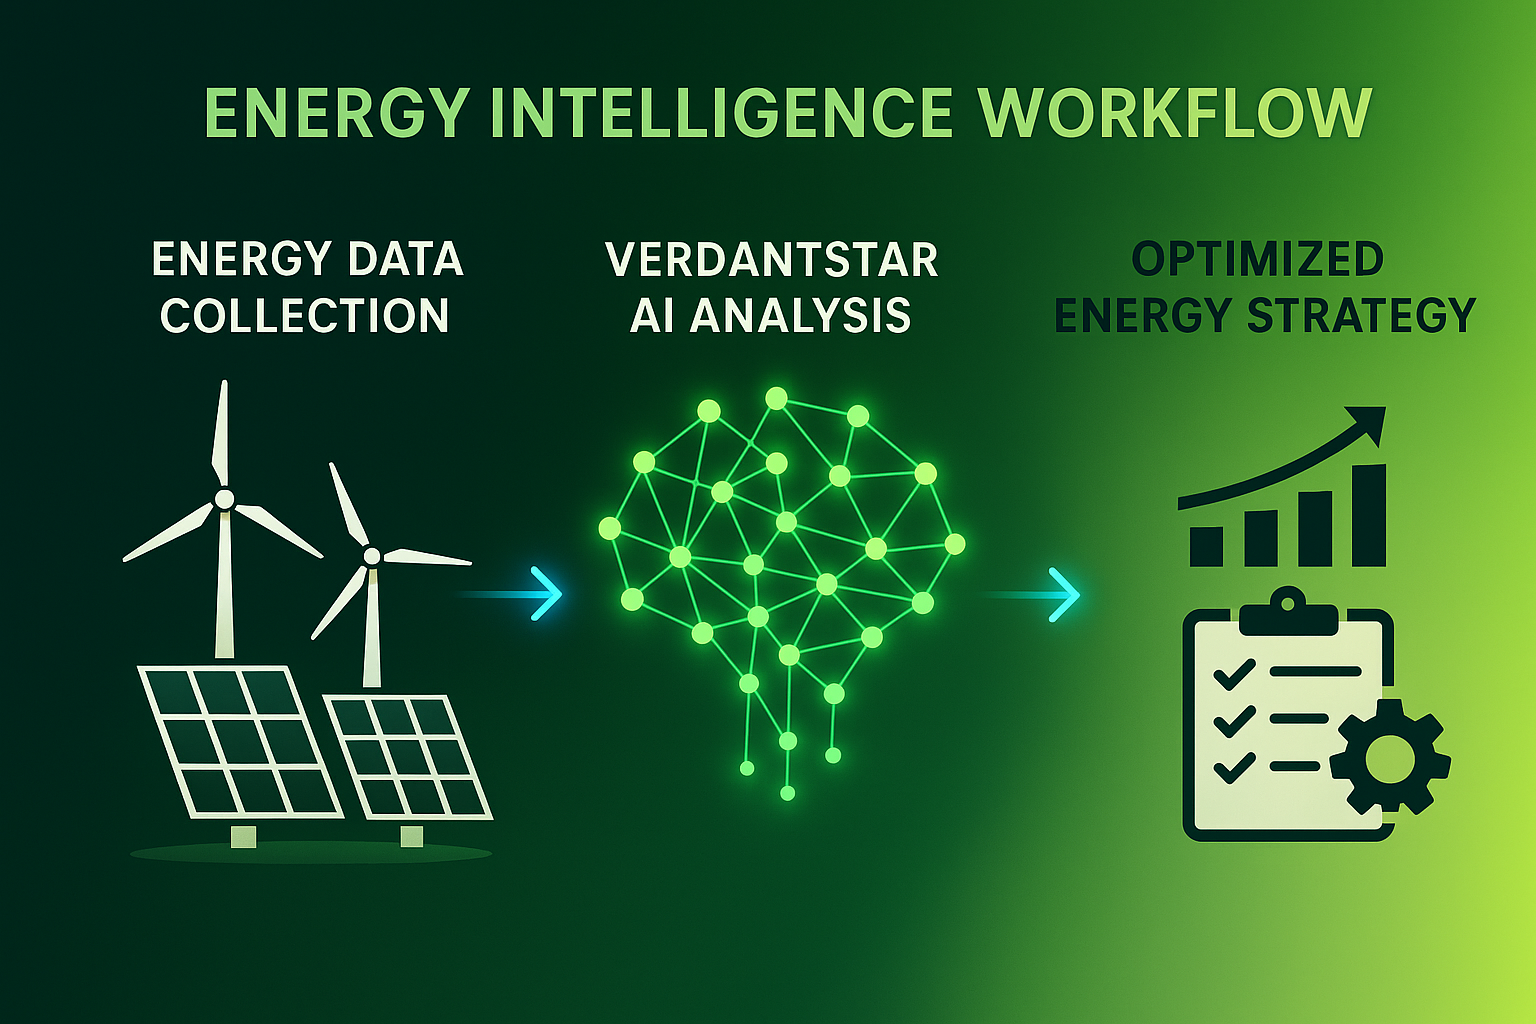 ENERGY INTELLIGENCE WORKFLOW
ENERGY DATA
COLLECTION
VERDANTSTAR
AI ANALYSIS
OPTIMIZED
ENERGY STRATEGY